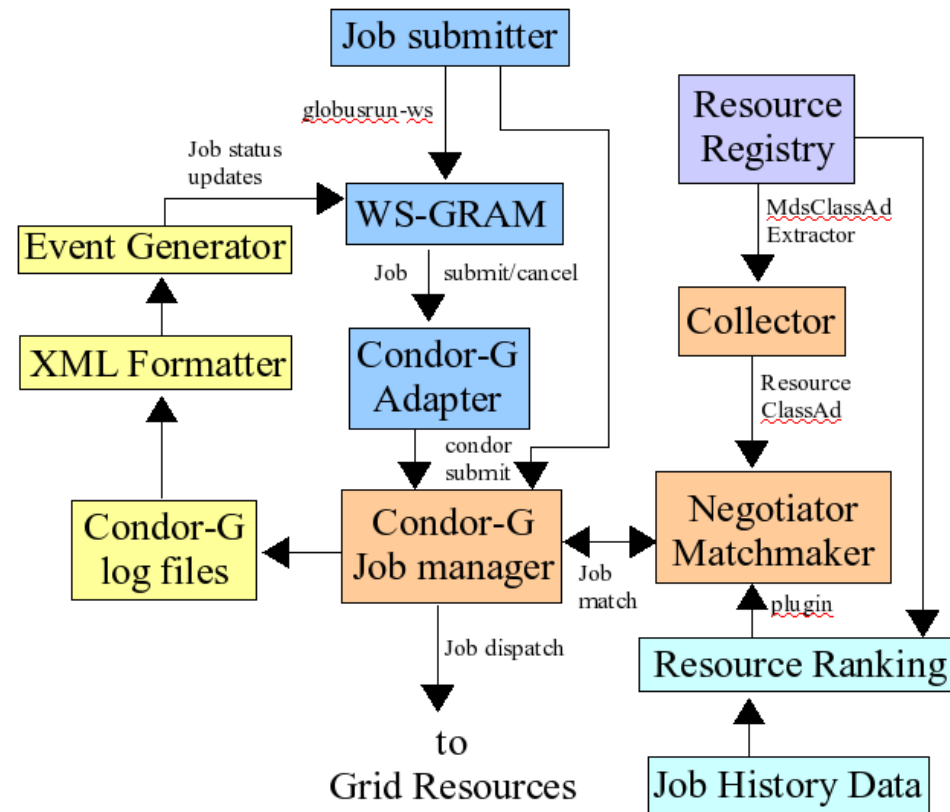 Job submitter
globusrun-ws
Resource
Registry
Job status
updates
WS-GRAM
MdsClassAd
Extractor
Event Generator
Job submit/cancel
Collector
XML Formatter
Condor-G
Adapter
Resource
ClassAd
condor
submit
Condor-G
log files
Condor-G
Job manager
Negotiator
Matchmaker
Job
match
plugin
Job dispatch
Resource Ranking
to
Grid Resources
Job History Data